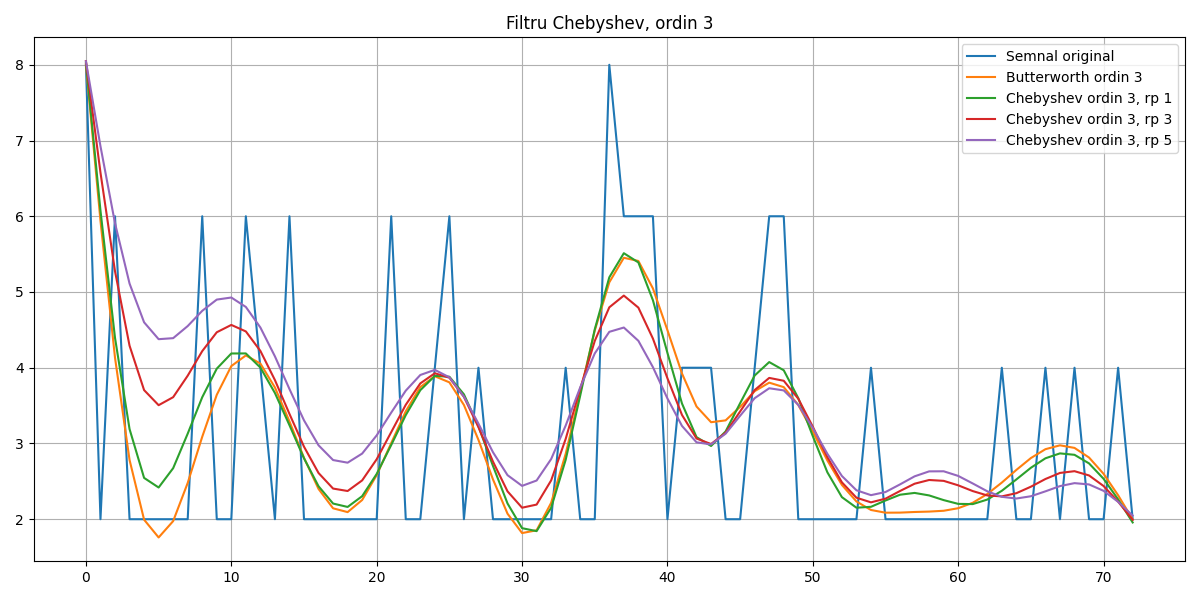 Filtru Chebyshev, ordin 3
Semnal original
Butterworth ordin 3
Chebyshev ordin 3, rp 1
Chebyshev ordin 3, rp 3
Chebyshev ordin 3, rp 5
8
7
6
5
4
3
2
0 10 20 30 40 50 60 70